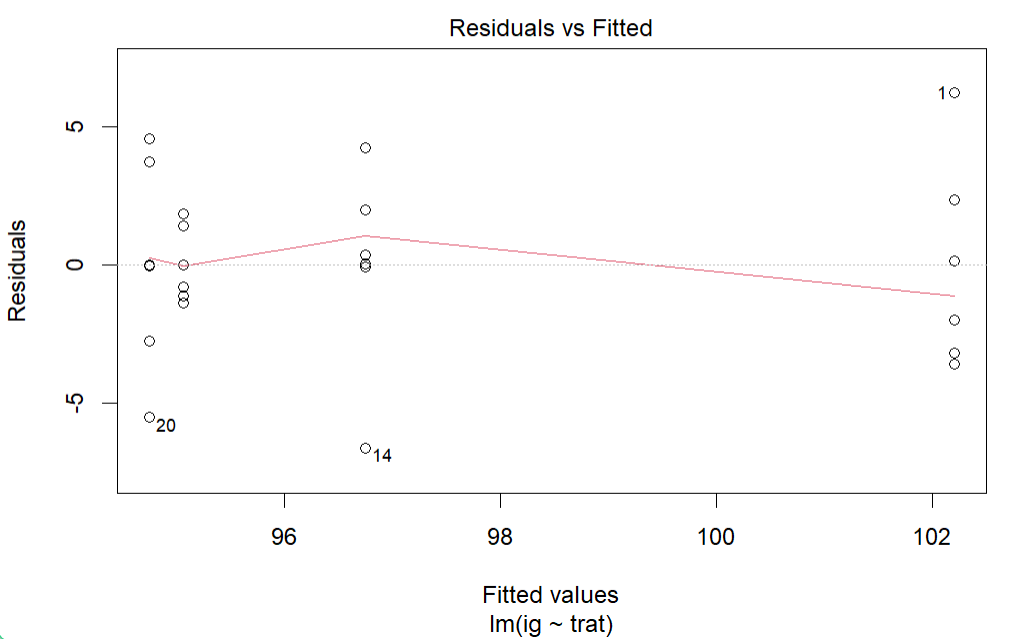 Residuals vs Fitted
Residuals
5
0
-5
1
20
14
96 98 100 102
Fitted values
lm(ig ~ trat)